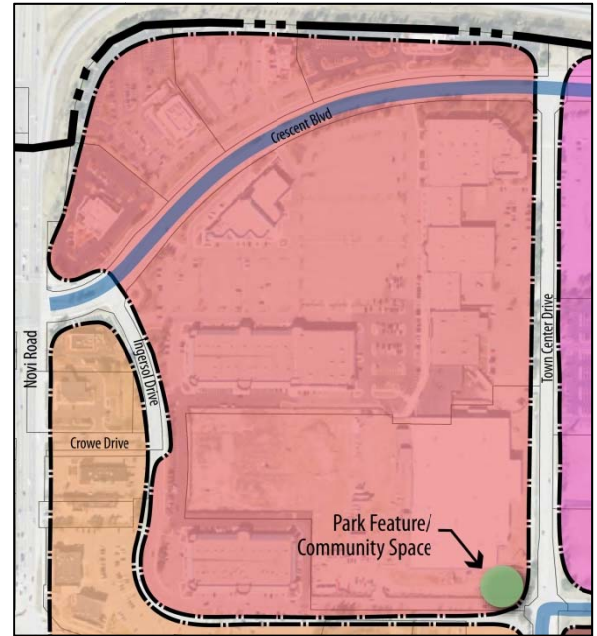 Crescent Blvd
Novi Road
Ingersol Drive
Town Center Drive
Crowe Drive
Park Feature/
Community Space